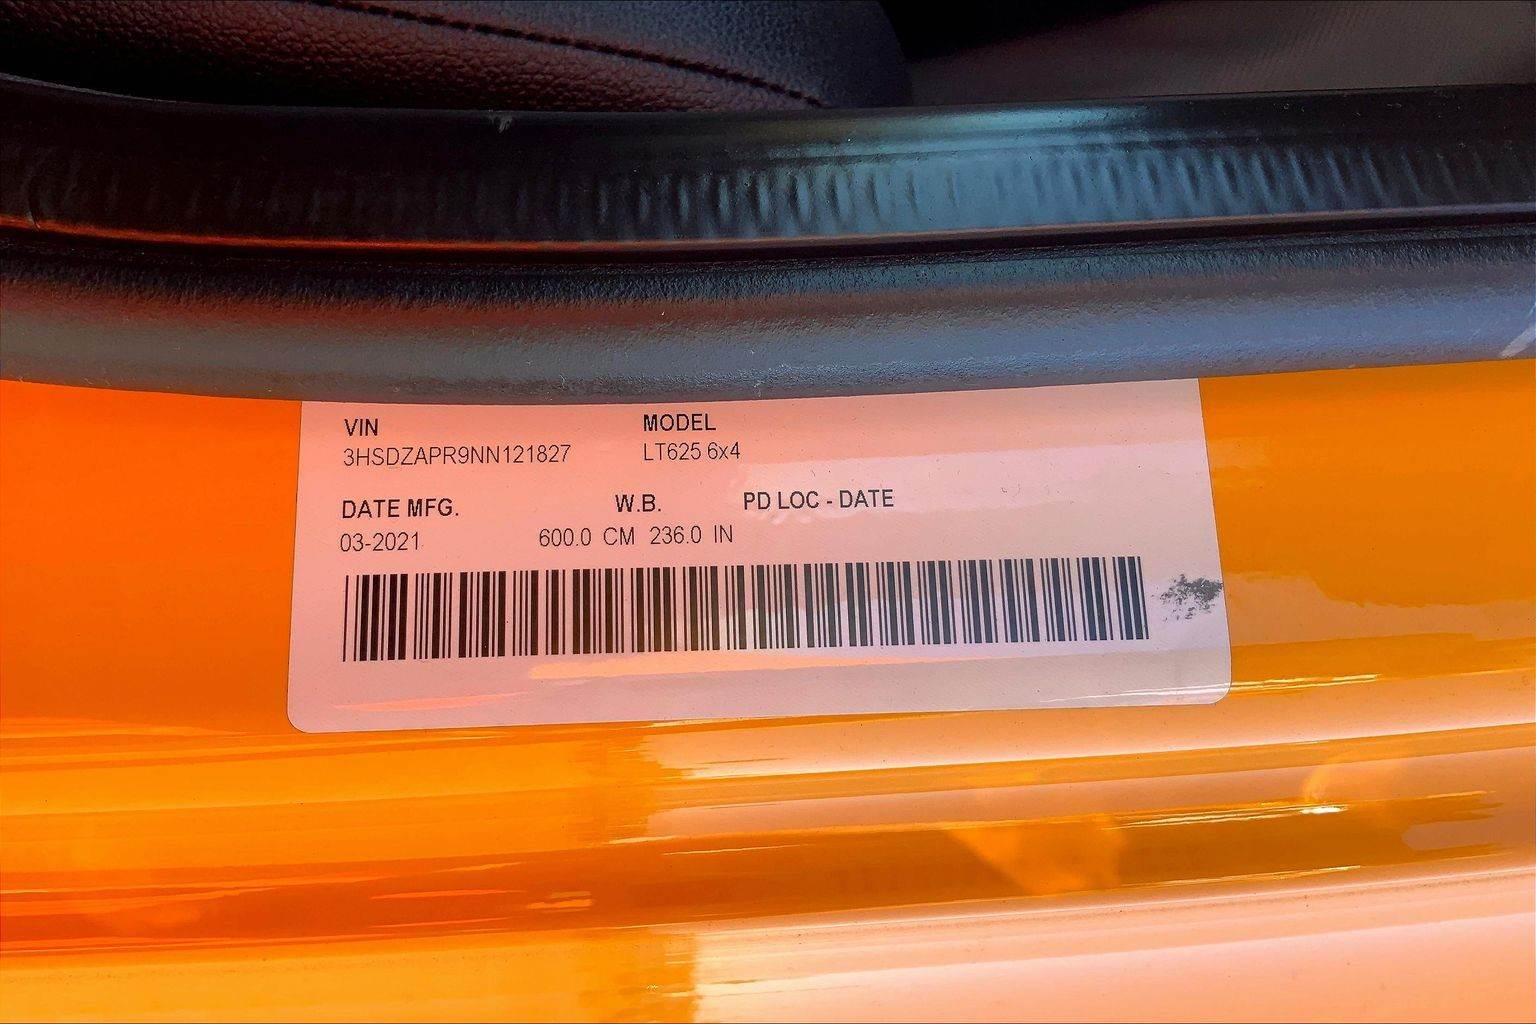 VIN MODEL
3HSDZAPR9NN121827 LT625 6x4
DATE MFG. W.B. PD LOC - DATE
03-2021 600.0 CM 236.0 IN